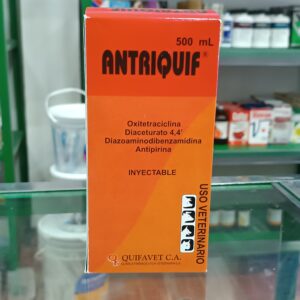 500 mL
ANTRIQUIF®
Oxitetraciclina
Diaceturato 4,4'
Diazoaminodibenzamidina
Antipirina
INYECTABLE
USO VETERINARIO
QUIFAVET C.A.